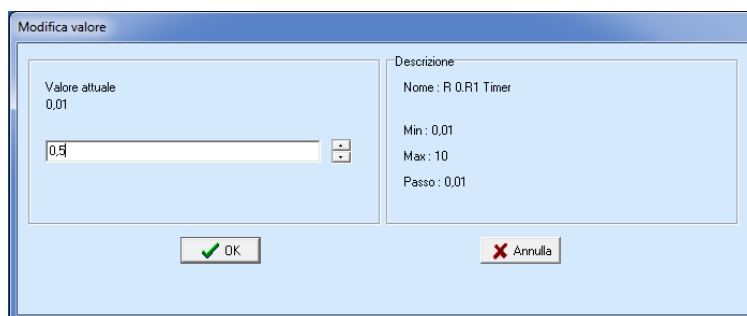 Modifica valore
Valore attuale
0,01
0,5
Descrizione
Nome : R 0.R1 Timer
Min : 0,01
Max : 10
Passo : 0,01
OK
Annulla